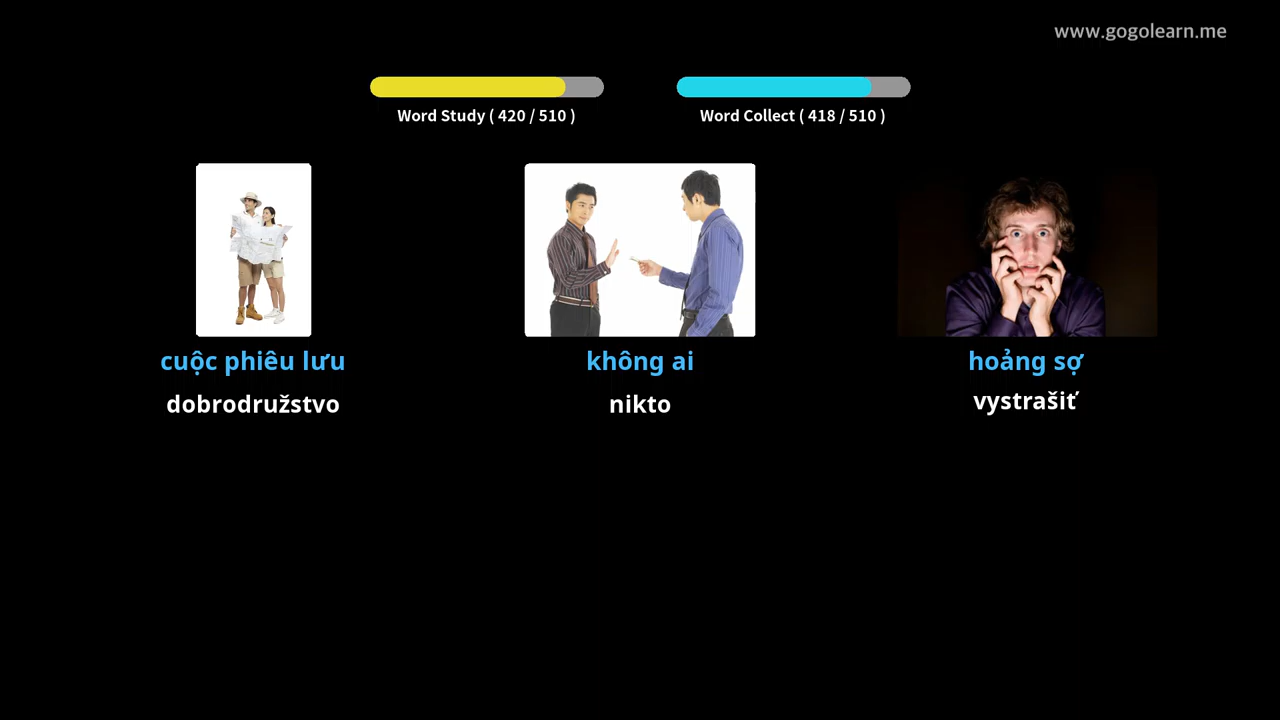 www.gogolearn.me
Word Study ( 420 / 510 )
Word Collect ( 418 / 510 )
cuộc phiêu lưu
dobrodružstvo
không ai
nikto
hoảng sợ
vystrašiť